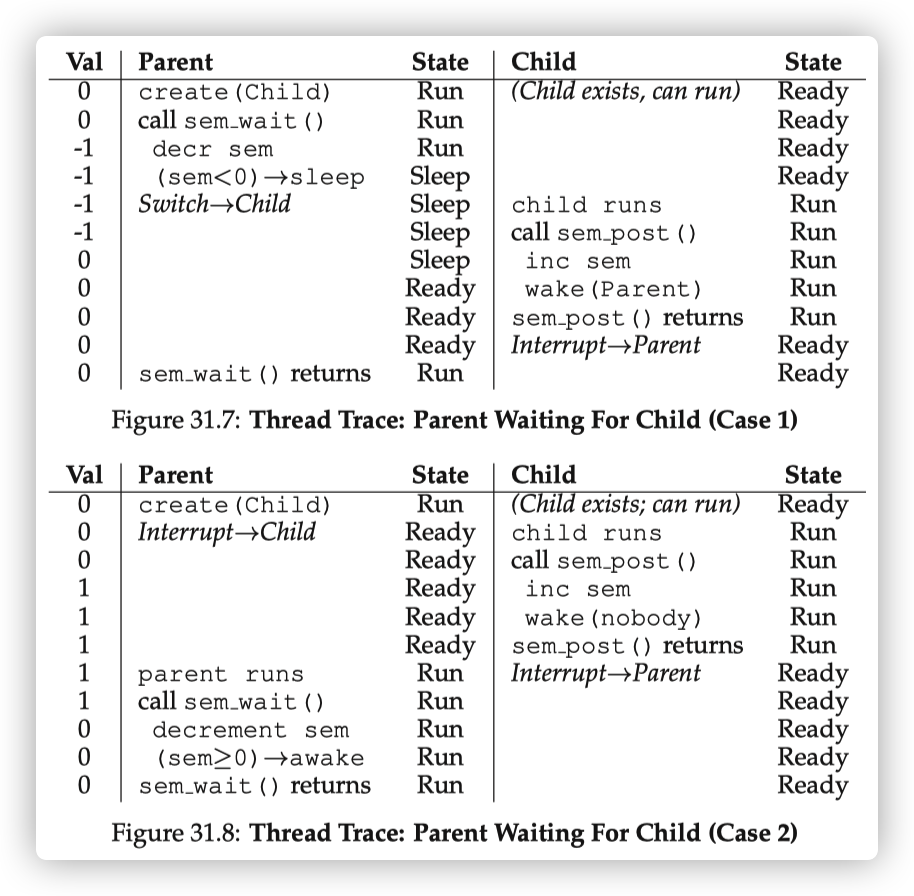 Val Parent State Child State
0 create(Child) Run (Child exists, can run) Ready
0 call sem_wait() Run Ready
-1 decr sem Run Ready
-1 (sem<0)→sleep Sleep Ready
-1 Switch→Child Sleep child runs Run
-1 Sleep call sem_post() Run
0 Sleep inc sem Run
0 Ready wake(Parent) Run
0 Ready sem_post() returns Run
0 Ready Interrupt→Parent Ready
0 sem_wait() returns Run Ready
Figure 31.7: Thread Trace: Parent Waiting For Child (Case 1)
Val Parent State Child State
0 create(Child) Run (Child exists; can run) Ready
0 Interrupt→Child Ready child runs Run
0 Ready call sem_post() Run
1 Ready inc sem Run
1 Ready wake(nobody) Run
1 Ready sem_post() returns Run
1 parent runs Run Interrupt→Parent Ready
1 call sem_wait() Run Ready
0 decrement sem Run Ready
0 (sem≥0)→awake Run Ready
0 sem_wait() returns Run Ready
Figure 31.8: Thread Trace: Parent Waiting For Child (Case 2)